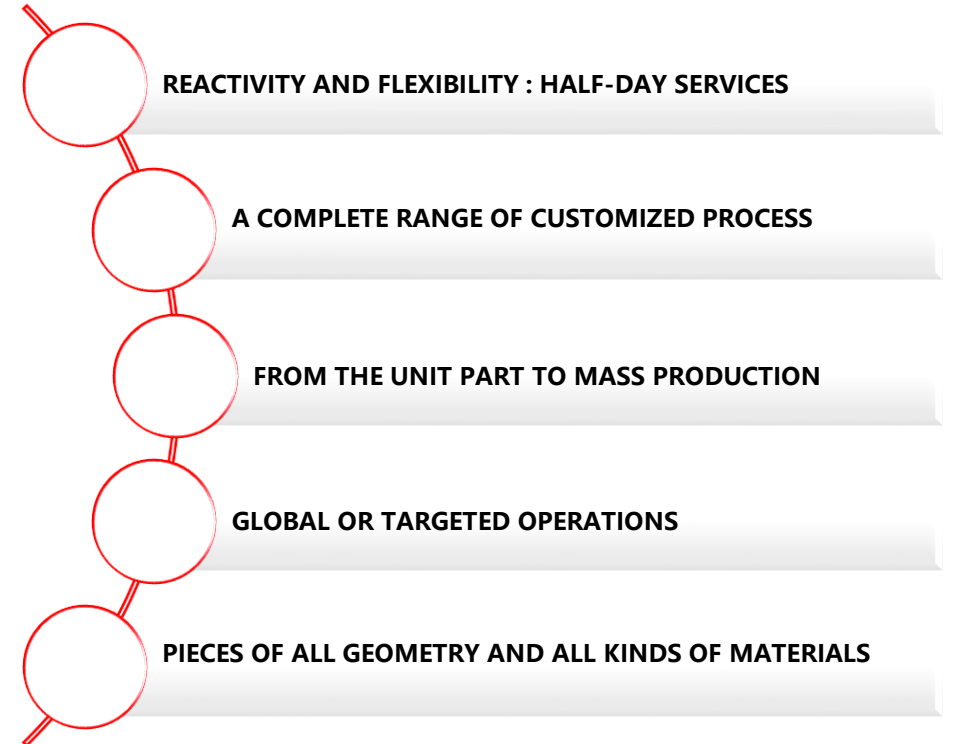 REACTIVITY AND FLEXIBILITY : HALF-DAY SERVICES
A COMPLETE RANGE OF CUSTOMIZED PROCESS
FROM THE UNIT PART TO MASS PRODUCTION
GLOBAL OR TARGETED OPERATIONS
PIECES OF ALL GEOMETRY AND ALL KINDS OF MATERIALS